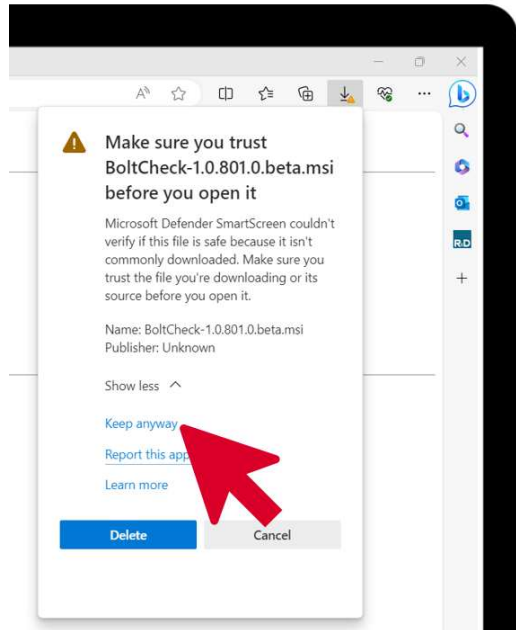 Make sure you trust
BoltCheck-1.0.801.0.beta.msi
before you open it
Microsoft Defender SmartScreen couldn't
verify if this file is safe because it isn't
commonly downloaded. Make sure you
trust the file you're downloading or its
source before you open it.
Name: BoltCheck-1.0.801.0.beta.msi
Publisher: Unknown
Show less
Keep anyway
Report this app
Learn more
Delete
Cancel
R&D